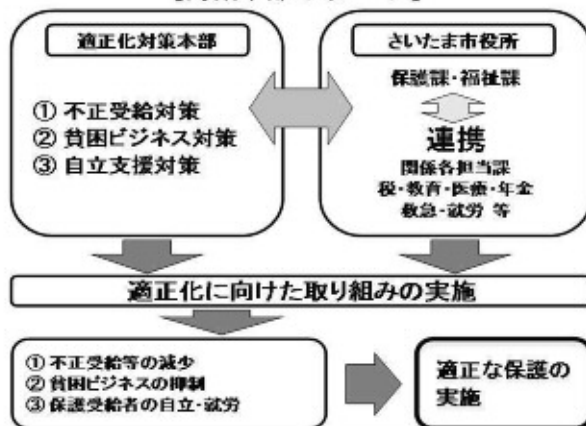 適正化対策本部
① 不正受給対策
② 貧困ビジネス対策
③ 自立支援対策
さいたま市役所
保護課・福祉課
連携
関係各担当課
税・教育・医療・年金
救急・就労 等
適正化に向けた取り組みの実施
① 不正受給等の減少
② 貧困ビジネスの抑制
③ 保護受給者の自立・就労
適正な保護の
実施